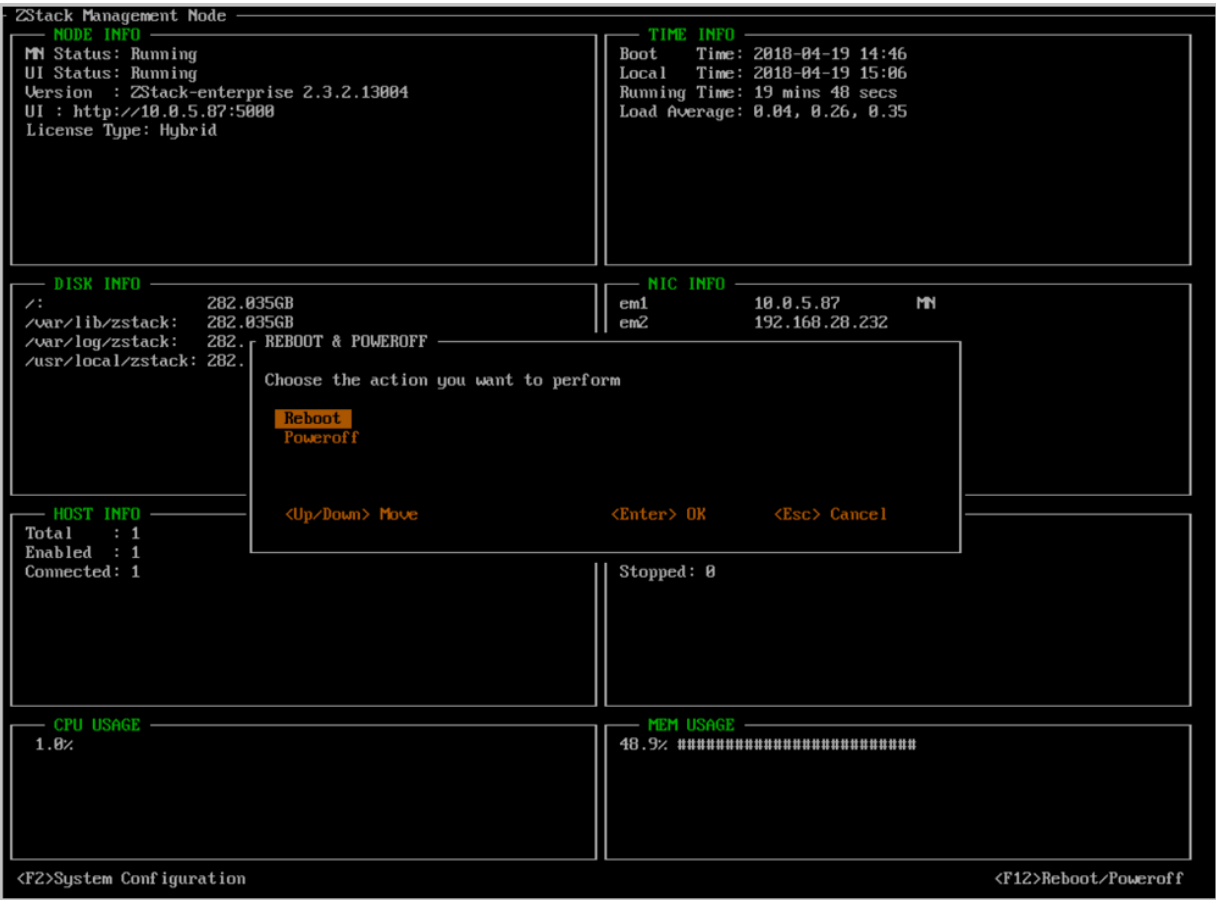 ZStack Management Node
NODE INFO
MN Status: Running
UI Status: Running
Version : ZStack-enterprise 2.3.2.13004
UI : http://10.0.5.87:5000
License Type: Hybrid
TIME INFO
Boot Time: 2018-04-19 14:46
Local Time: 2018-04-19 15:06
Running Time: 19 mins 48 secs
Load Average: 0.04, 0.26, 0.35
DISK INFO
/: 282.035GB
/var/lib/zstack: 282.035GB
/var/log/zstack: 282.
/usr/local/zstack: 282.
NIC INFO
em1 10.0.5.87 MN
em2 192.168.28.232
REBOOT & POWEROFF
Choose the action you want to perform
Reboot
Poweroff
<Up/Down> Move <Enter> OK <Esc> Cancel
HOST INFO
Total : 1
Enabled : 1
Connected: 1
Stopped: 0
CPU USAGE
1.0%
MEM USAGE
48.9% #########################
<F2>System Configuration <F12>Reboot/Poweroff